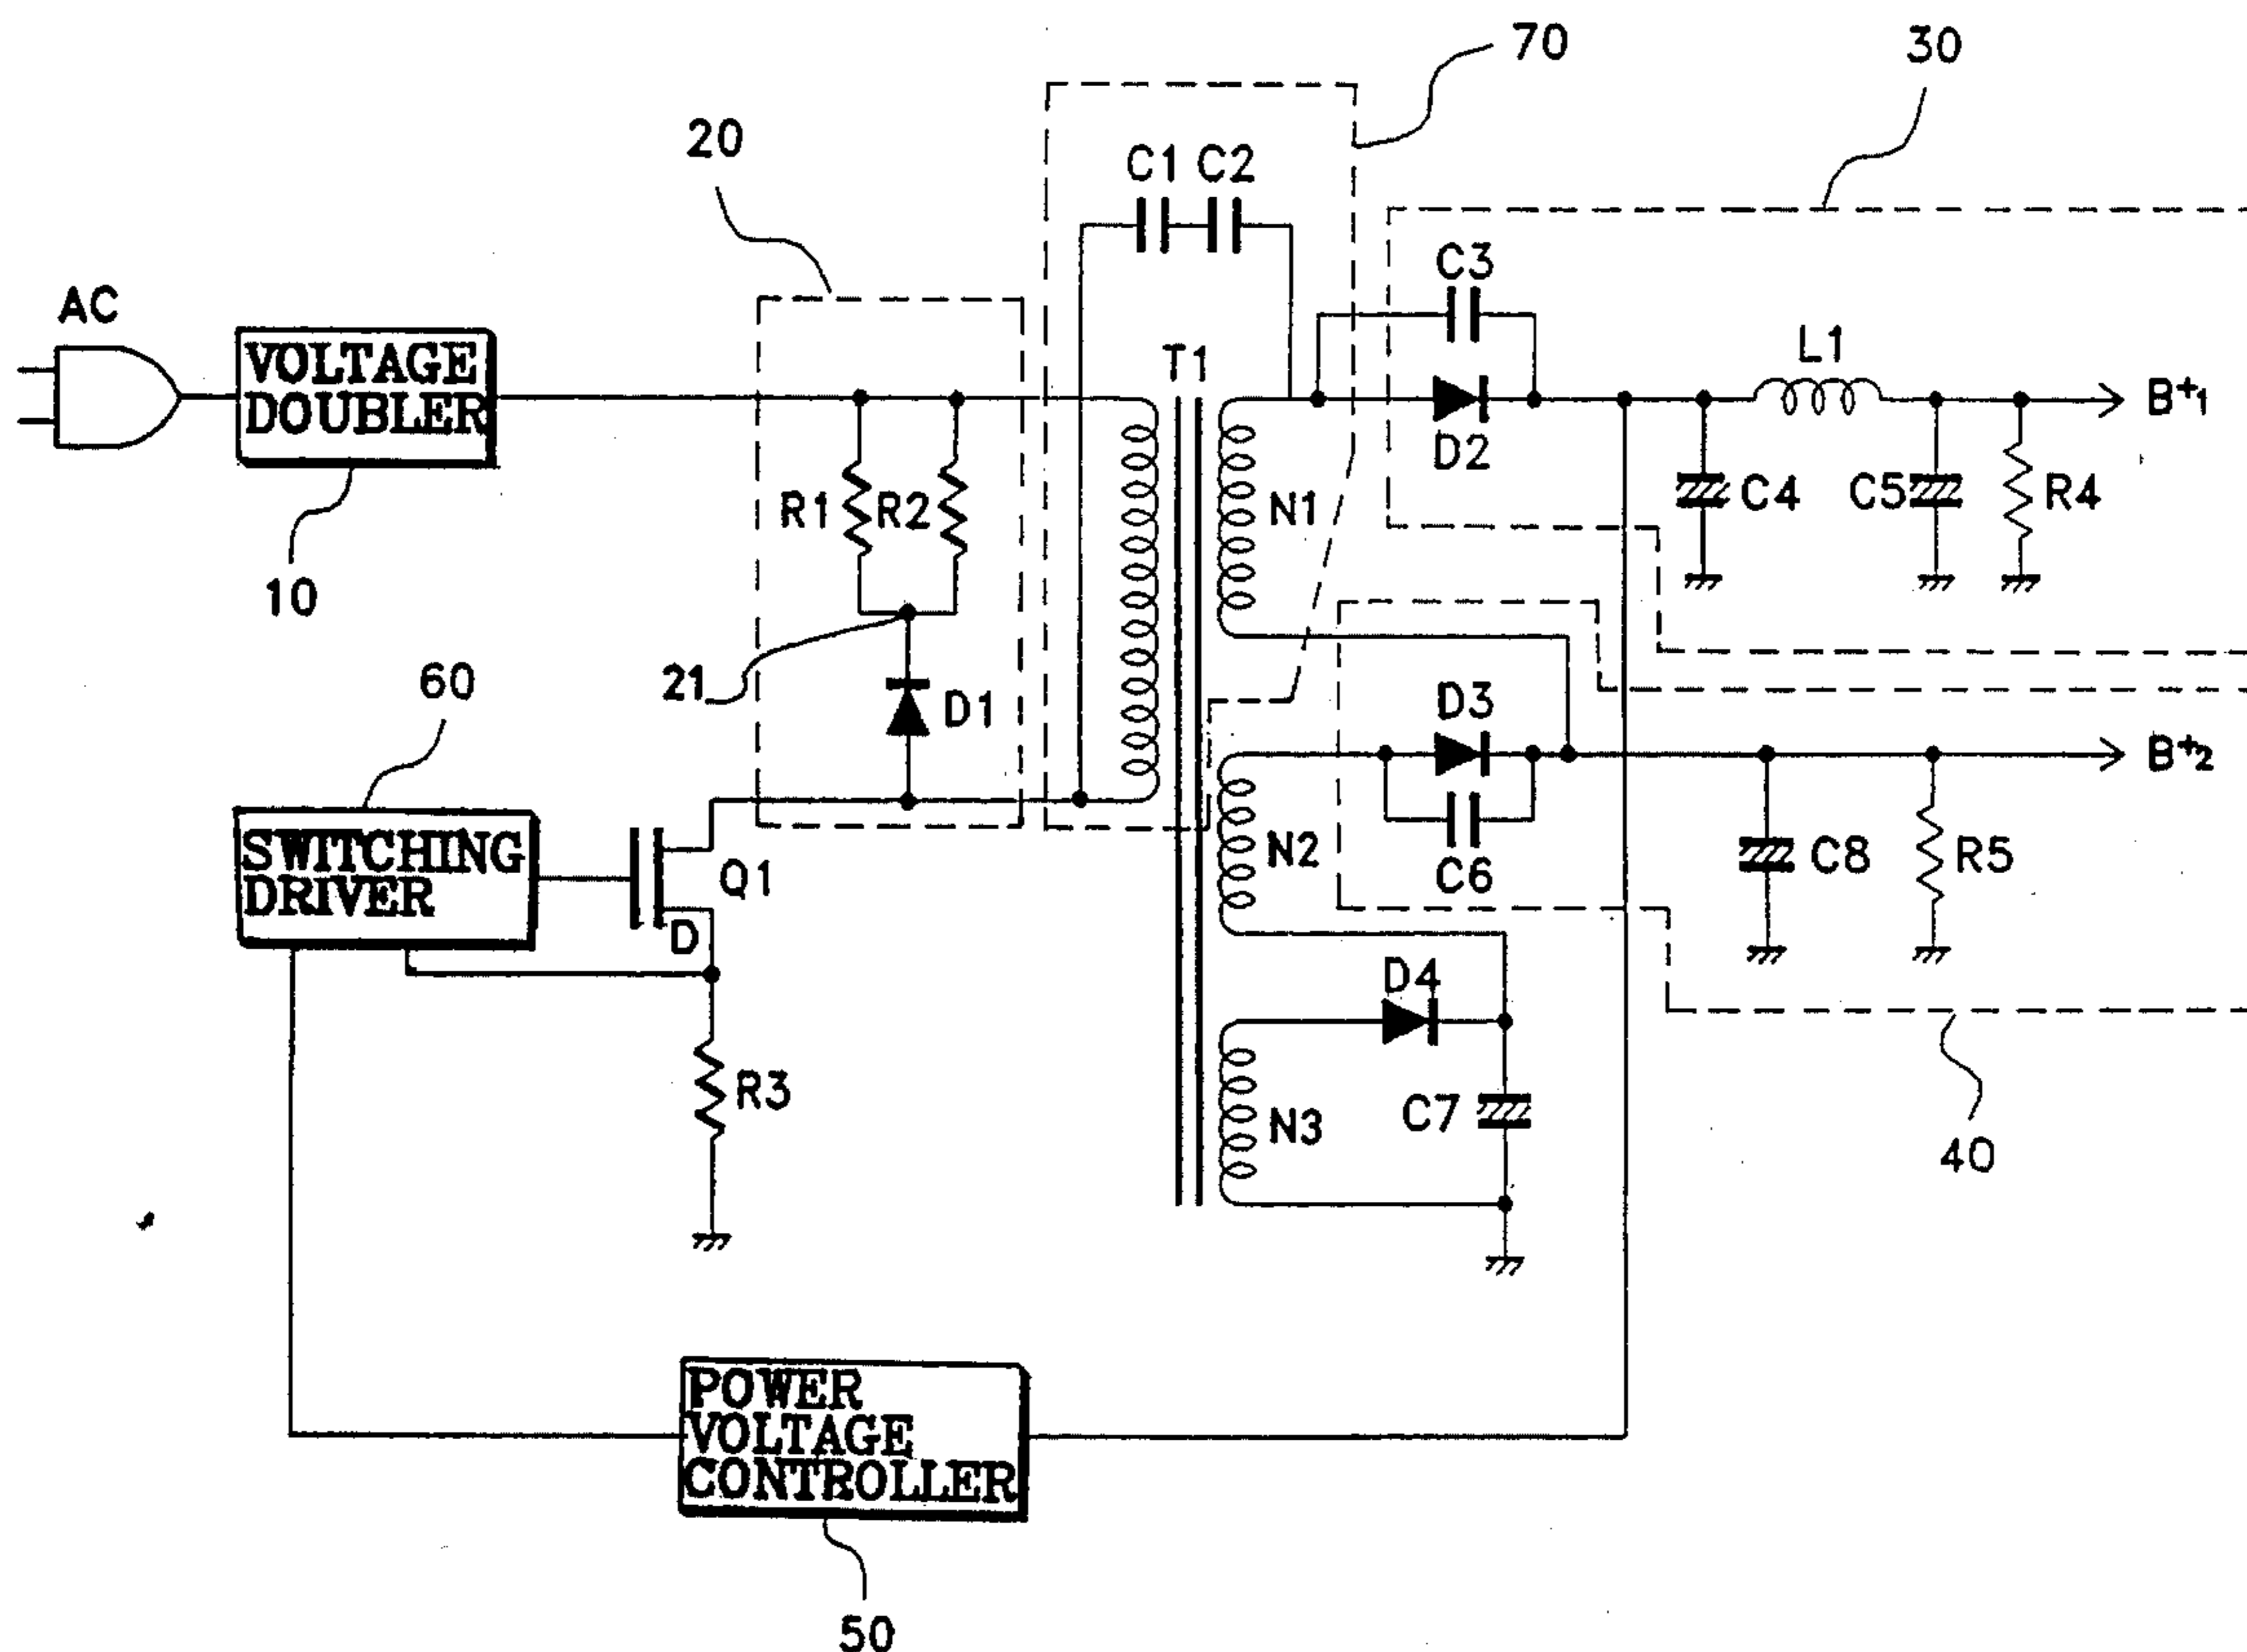 70
30
20
C1 C2
C3
AC
VOLTAGE
DOUBLER
T1
L1
B+1
D2
R1 R2
N1
C4
C5
R4
10
21
60
D1
D3
B+2
SWITCHING
DRIVER
Q1
D
N2
C6
C8
R5
D4
R3
N3
C7
40
POWER
VOLTAGE
CONTROLLER
50